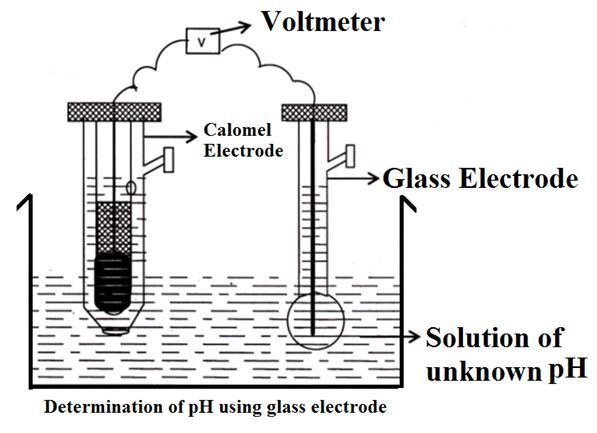 Voltmeter
V
Calomel
Electrode
Glass Electrode
Solution of
unknown pH
Determination of pH using glass electrode